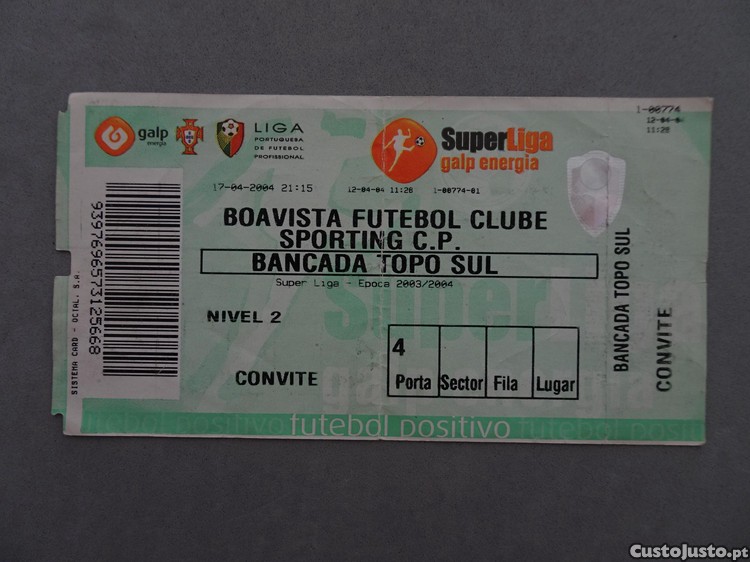 galp
energia
LIGA
PORTUGUESA
DE FUTEBOL
PROFISSIONAL
SuperLiga
galp energia
1-00774
12-04-04
11:28
17-04-2004 21:15 12-04-04 11:28 1-00774-01
BOAVISTA FUTEBOL CLUBE
SPORTING C.P.
BANCADA TOPO SUL
Super Liga - Epoca 2003/2004
NIVEL 2
CONVITE
4
Porta Sector Fila Lugar
futebol positivo
SISTEMA CARD - OCTAL, S.A.
9397696573125668
BANCADA TOPO SUL
CONVITE
CustoJusto.pt